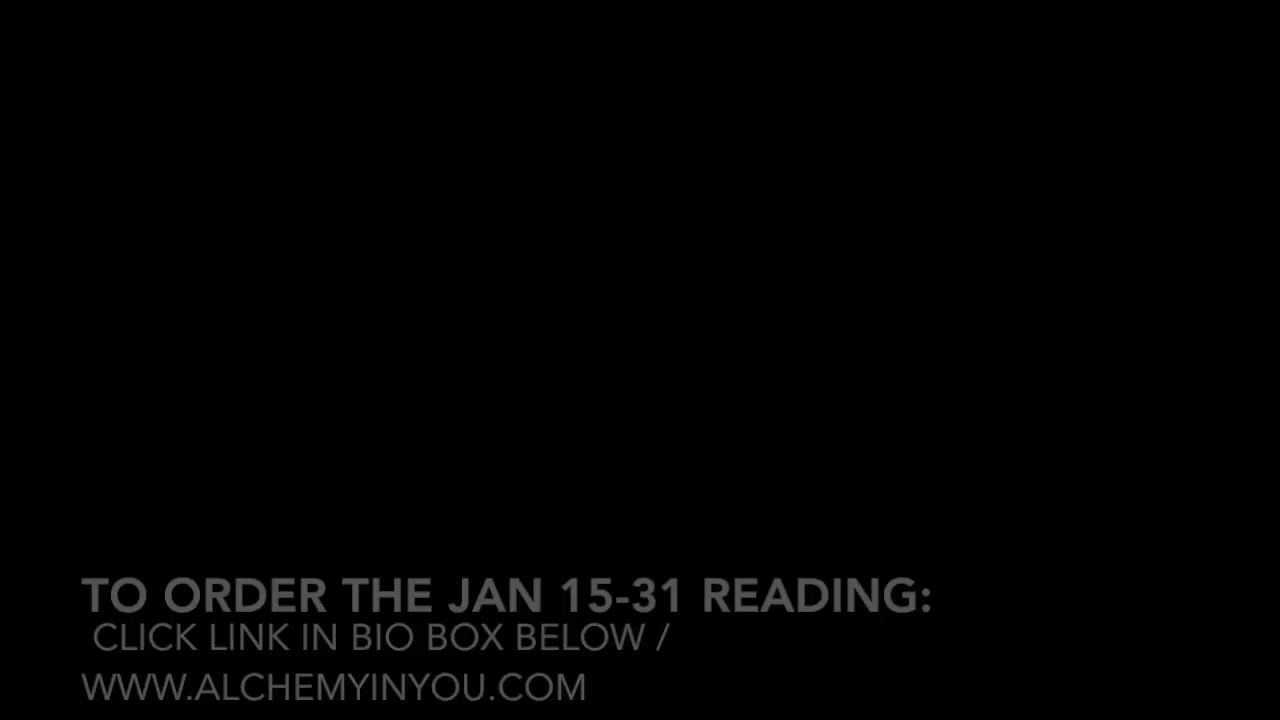 TO ORDER THE JAN 15-31 READING:
CLICK LINK IN BIO BOX BELOW /
WWW.ALCHEMYINYOU.COM